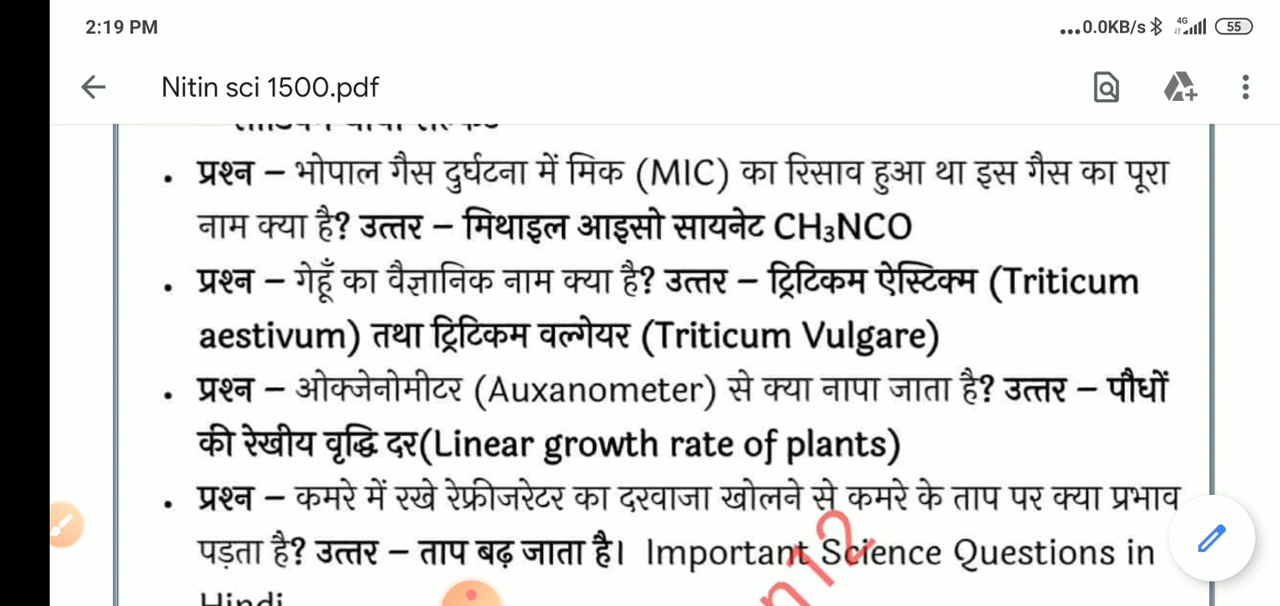 2:19 PM
...0.0KB/s 4G 55
Nitin sci 1500.pdf
• प्रश्न – भोपाल गैस दुर्घटना में मिक (MIC) का रिसाव हुआ था इस गैस का पूरा
नाम क्या है? उत्तर – मिथाइल आइसो सायनेट CH₃NCO
• प्रश्न – गेहूँ का वैज्ञानिक नाम क्या है? उत्तर – ट्रिटिकम ऐस्टिक्म (Triticum
aestivum) तथा ट्रिटिकम वल्गेयर (Triticum Vulgare)
• प्रश्न – ओक्जेनोमीटर (Auxanometer) से क्या नापा जाता है? उत्तर – पौधों
की रेखीय वृद्धि दर(Linear growth rate of plants)
• प्रश्न – कमरे में रखे रेफ्रीजरेटर का दरवाजा खोलने से कमरे के ताप पर क्या प्रभाव
पड़ता है? उत्तर – ताप बढ़ जाता है। Important Science Questions in
Hindi
n12